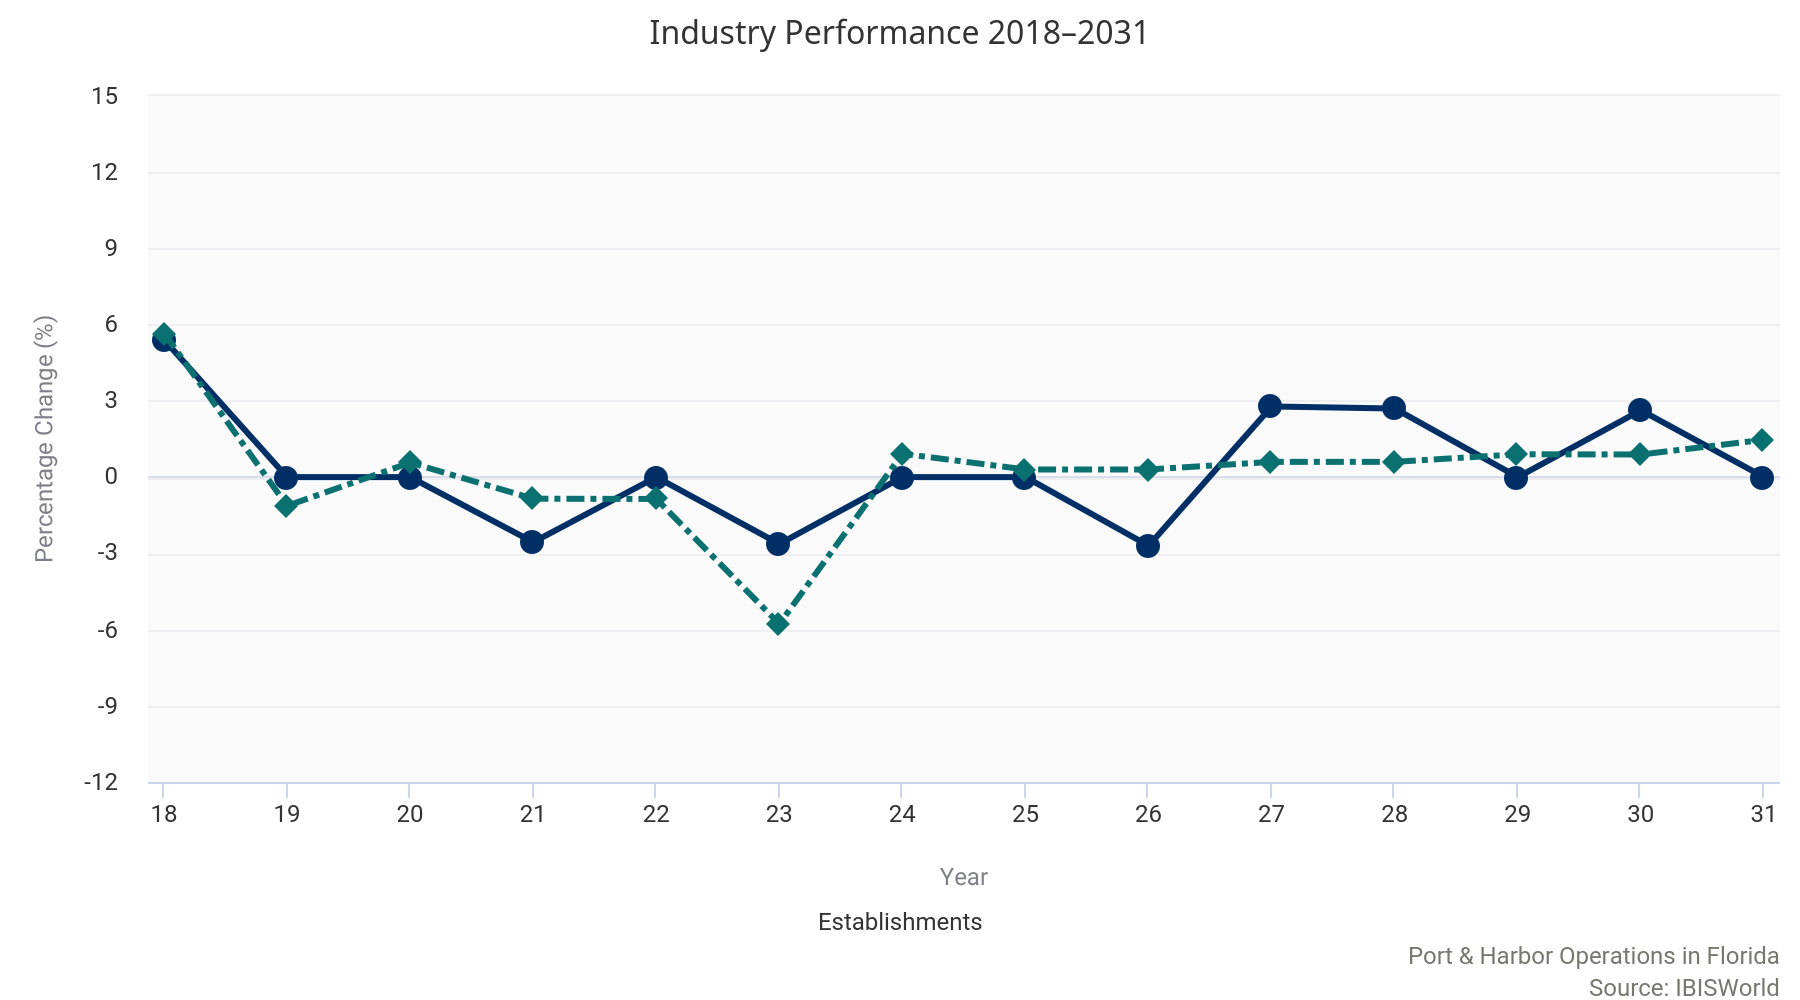 Industry Performance 2018–2031
15
12
9
6
3
0
-3
-6
-9
-12
Percentage Change (%)
18 19 20 21 22 23 24 25 26 27 28 29 30 31
Year
Establishments
Port & Harbor Operations in Florida
Source: IBISWorld